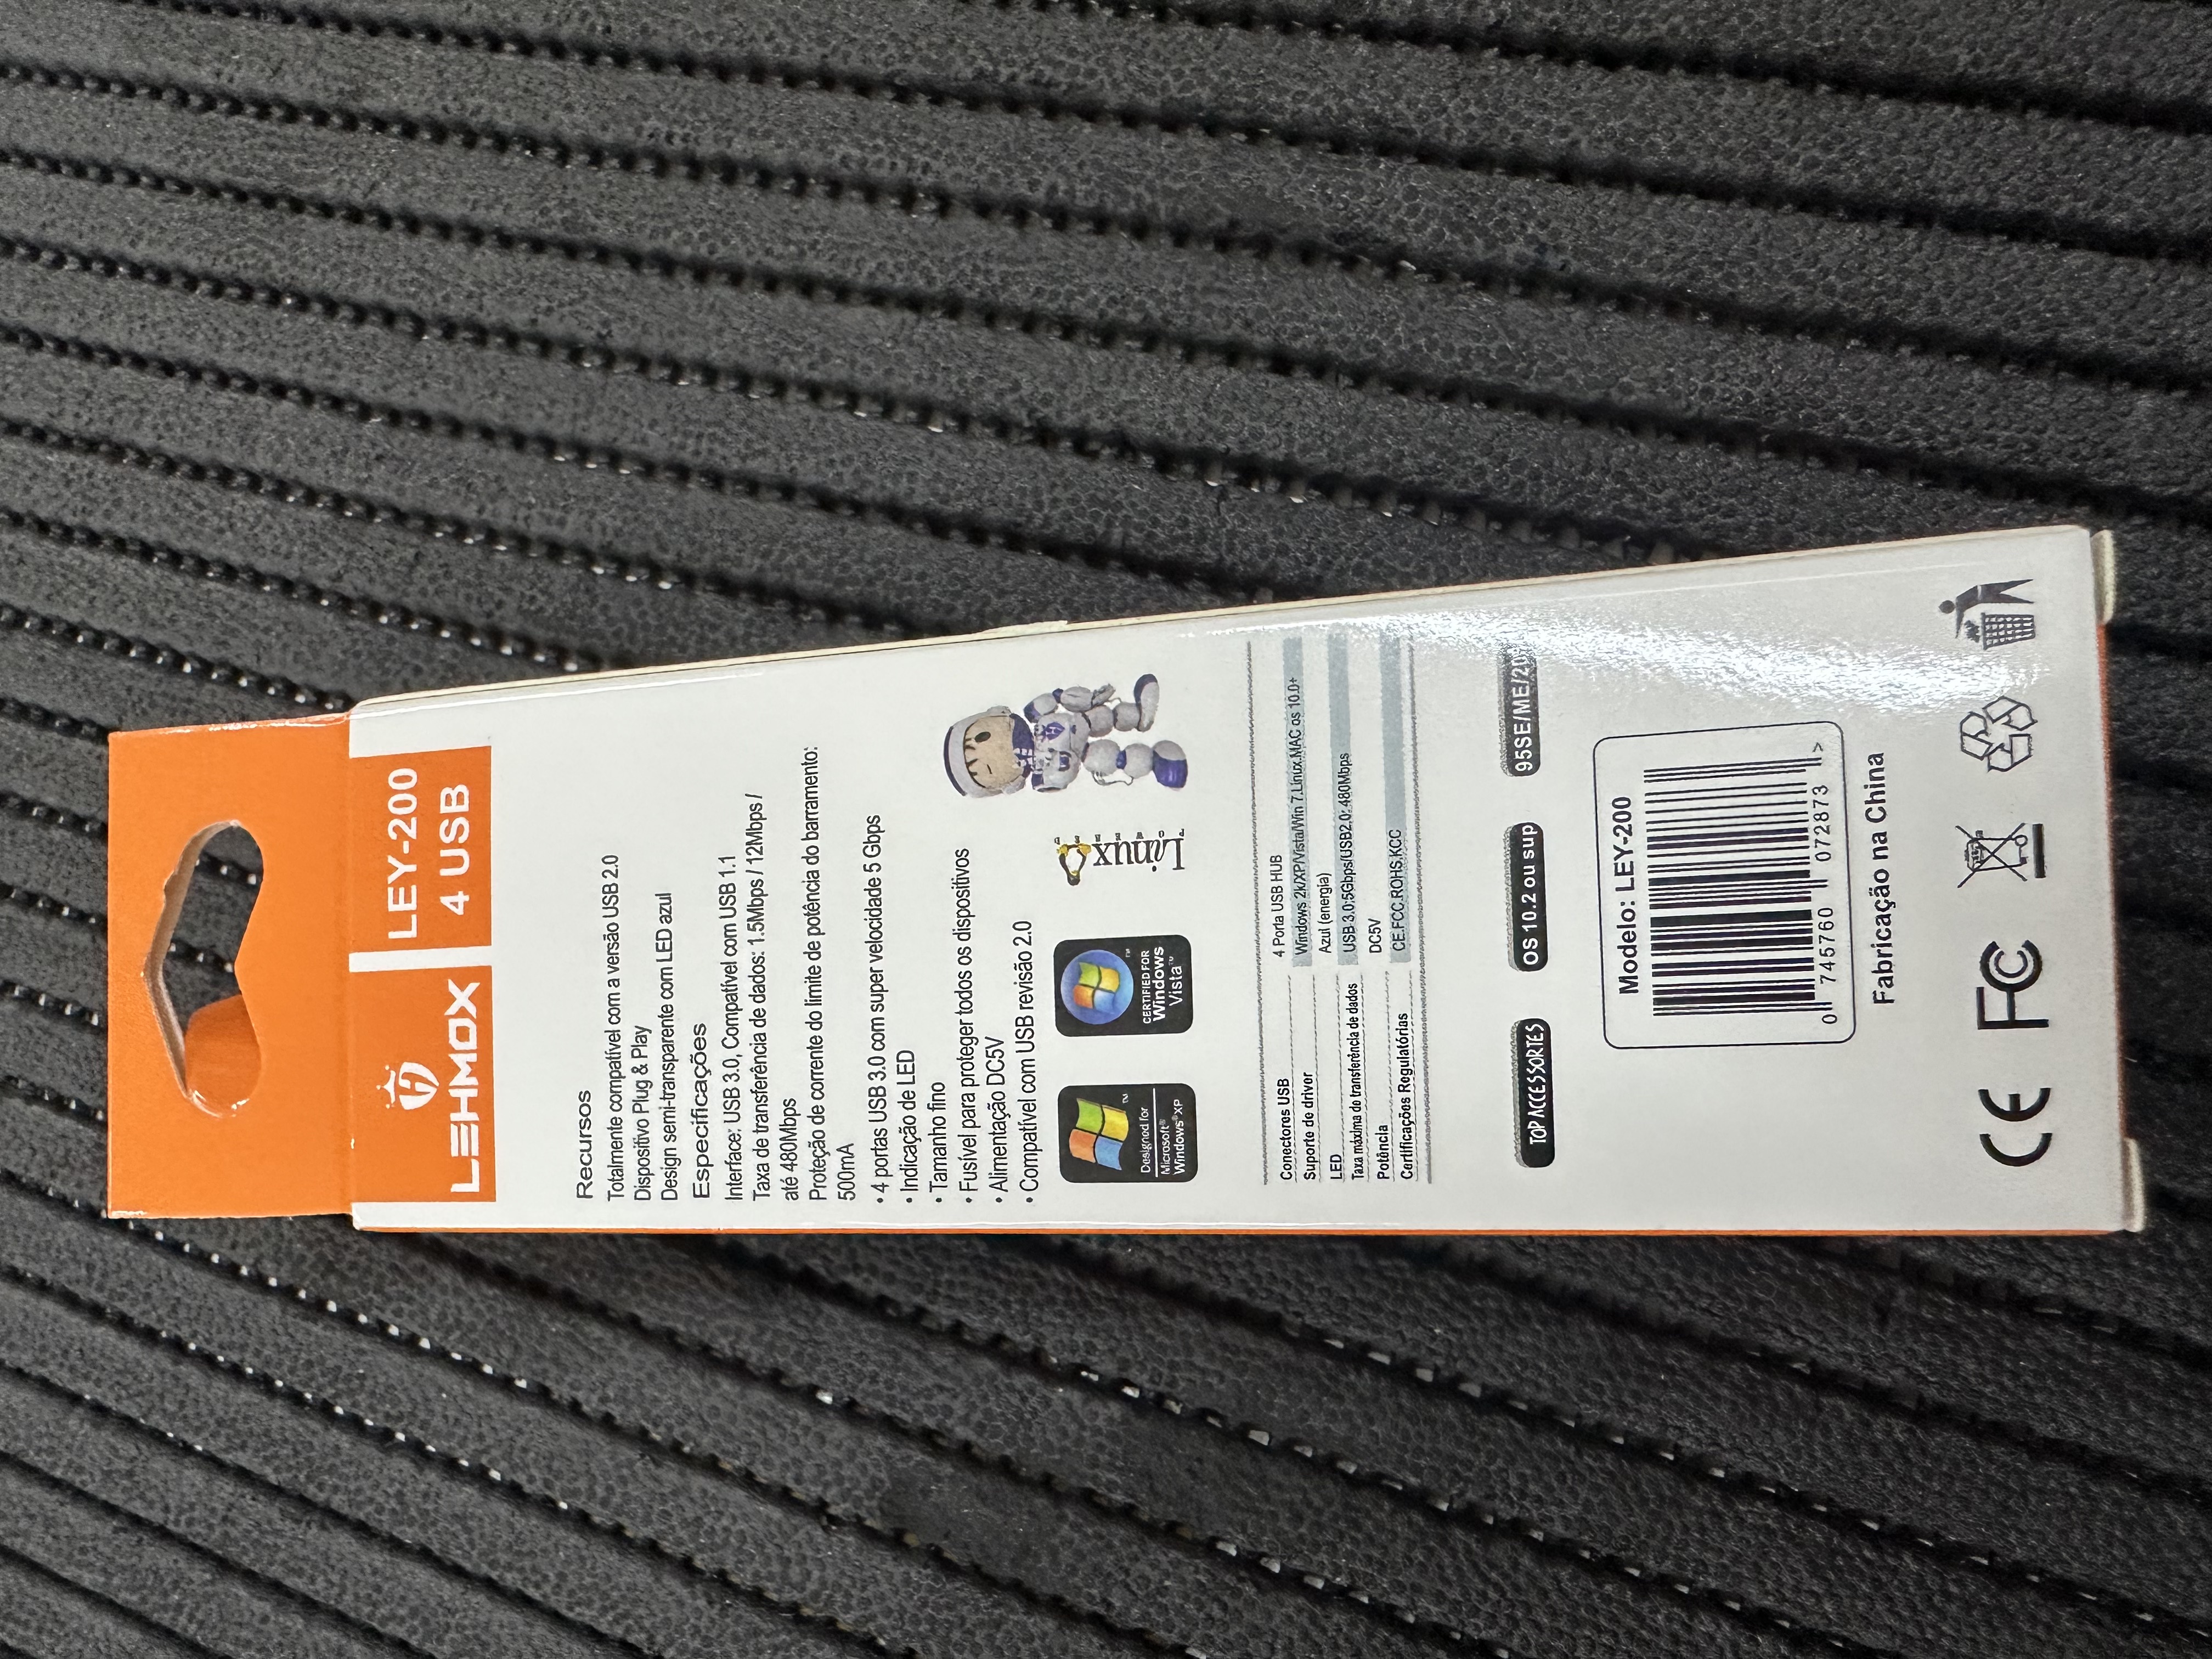 LEHMOX
LEY-200
4 USB
Recursos
Totalmente compatível com a versão USB 2.0
Dispositivo Plug & Play
Design semi-transparente com LED azul
Especificações
Interface: USB 3.0, Compatível com USB 1.1
Taxa de transferência de dados: 1.5Mbps / 12Mbps /
até 480Mbps
Proteção de corrente do limite de potência do barramento:
500mA
• 4 portas USB 3.0 com super velocidade 5 Gbps
• Indicação de LED
• Tamanho fino
• Fusível para proteger todos os dispositivos
• Alimentação DC5V
• Compatível com USB revisão 2.0
Designed for
Microsoft®
Windows®XP
CERTIFIED FOR
Windows
Vista™
Linux
Conectores USB 4 Porta USB HUB
Suporte de driver Windows 2k/XP/Vista/Win 7.Linux.MAC os 10.0+
LED Azul (energia)
Taxa máxima de transferência de dados USB 3.0:5Gbps/USB2.0: 480Mbps
Potência DC5V
Certificações Regulatórias CE.FCC.ROHS.KCC
TOP ACCESSORTES
OS 10.2 ou sup
95SE/ME/20
Modelo: LEY-200
0 745760 072873 >
Fabricação na China
CE FC